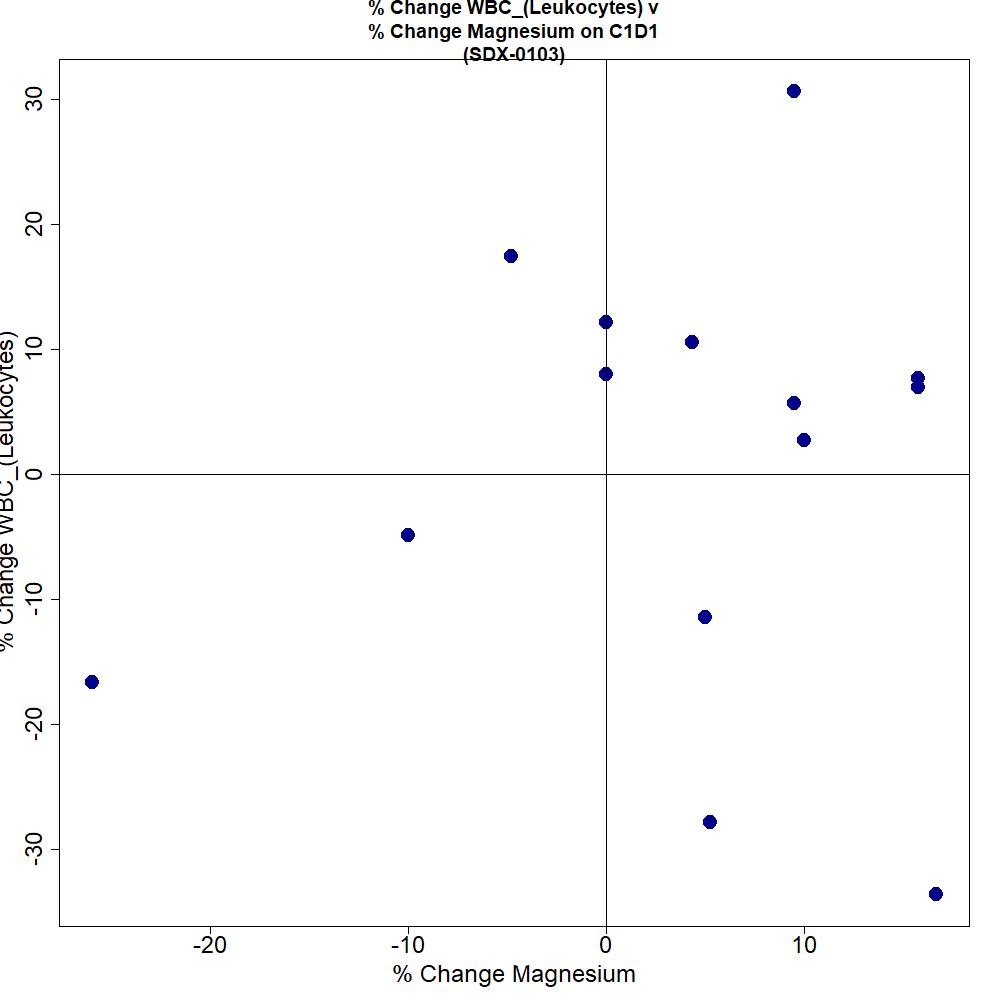 % Change WBC_(Leukocytes) v
% Change Magnesium on C1D1
(SDX-0103)
30
20
10
0
-10
-20
-30
% Change WBC_(Leukocytes)
-20
-10
0
10
% Change Magnesium